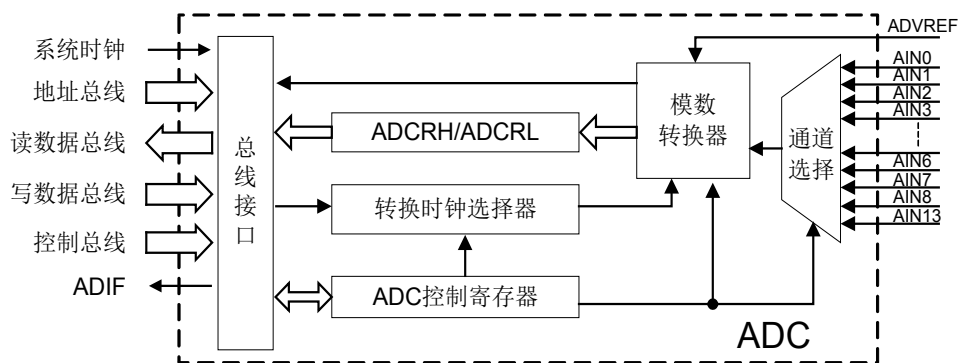 ADVREF
系统时钟
地址总线
读数据总线
写数据总线
控制总线
ADIF
总线接口
ADCRH/ADCRL
转换时钟选择器
ADC控制寄存器
模数
转换器
通道
选择
AIN0
AIN1
AIN2
AIN3
AIN6
AIN7
AIN8
AIN13
ADC